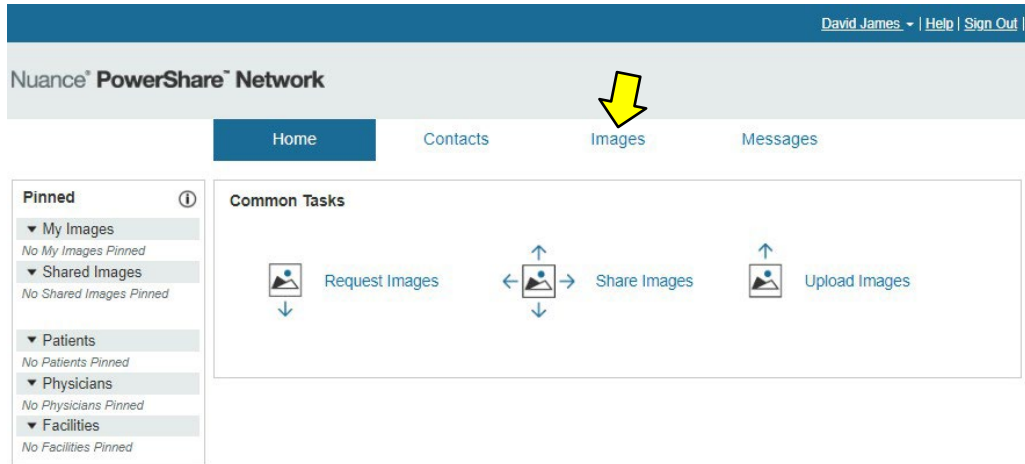 David James | Help | Sign Out |
Nuance® PowerShare™ Network
Home Contacts Images Messages
Pinned
My Images
No My Images Pinned
Shared Images
No Shared Images Pinned
Patients
No Patients Pinned
Physicians
No Physicians Pinned
Facilities
No Facilities Pinned
Common Tasks
Request Images
Share Images
Upload Images